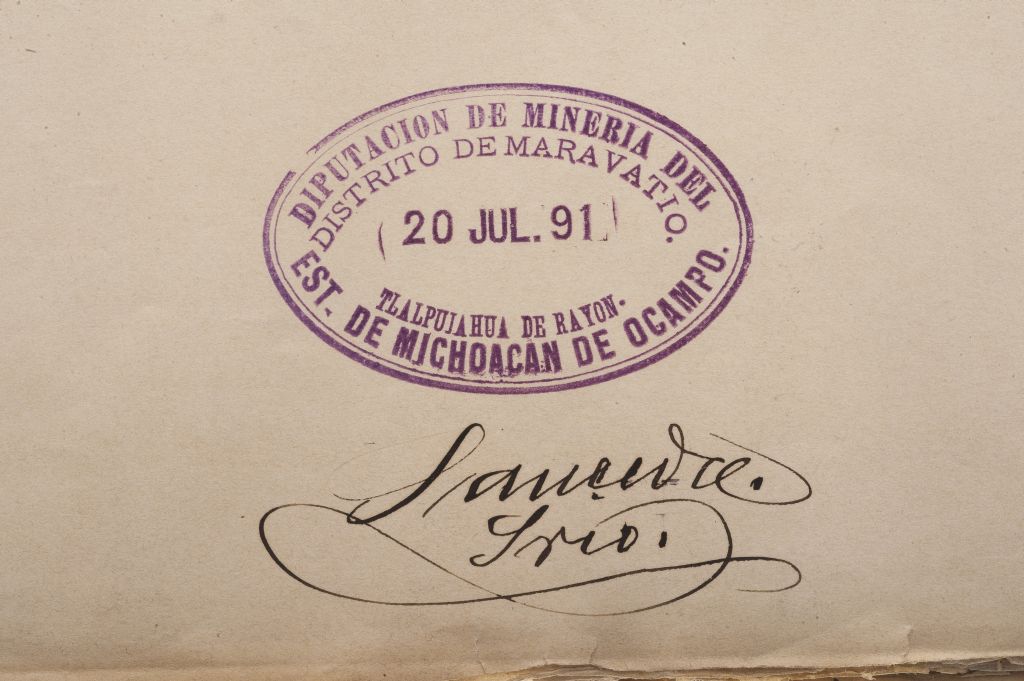 DIPUTACION DE MINERIA DEL
DISTRITO DE MARAVATIO.
20 JUL. 91
TLALPUJAHUA DE RAYON.
EST. DE MICHOACAN DE OCAMPO.
Srio.